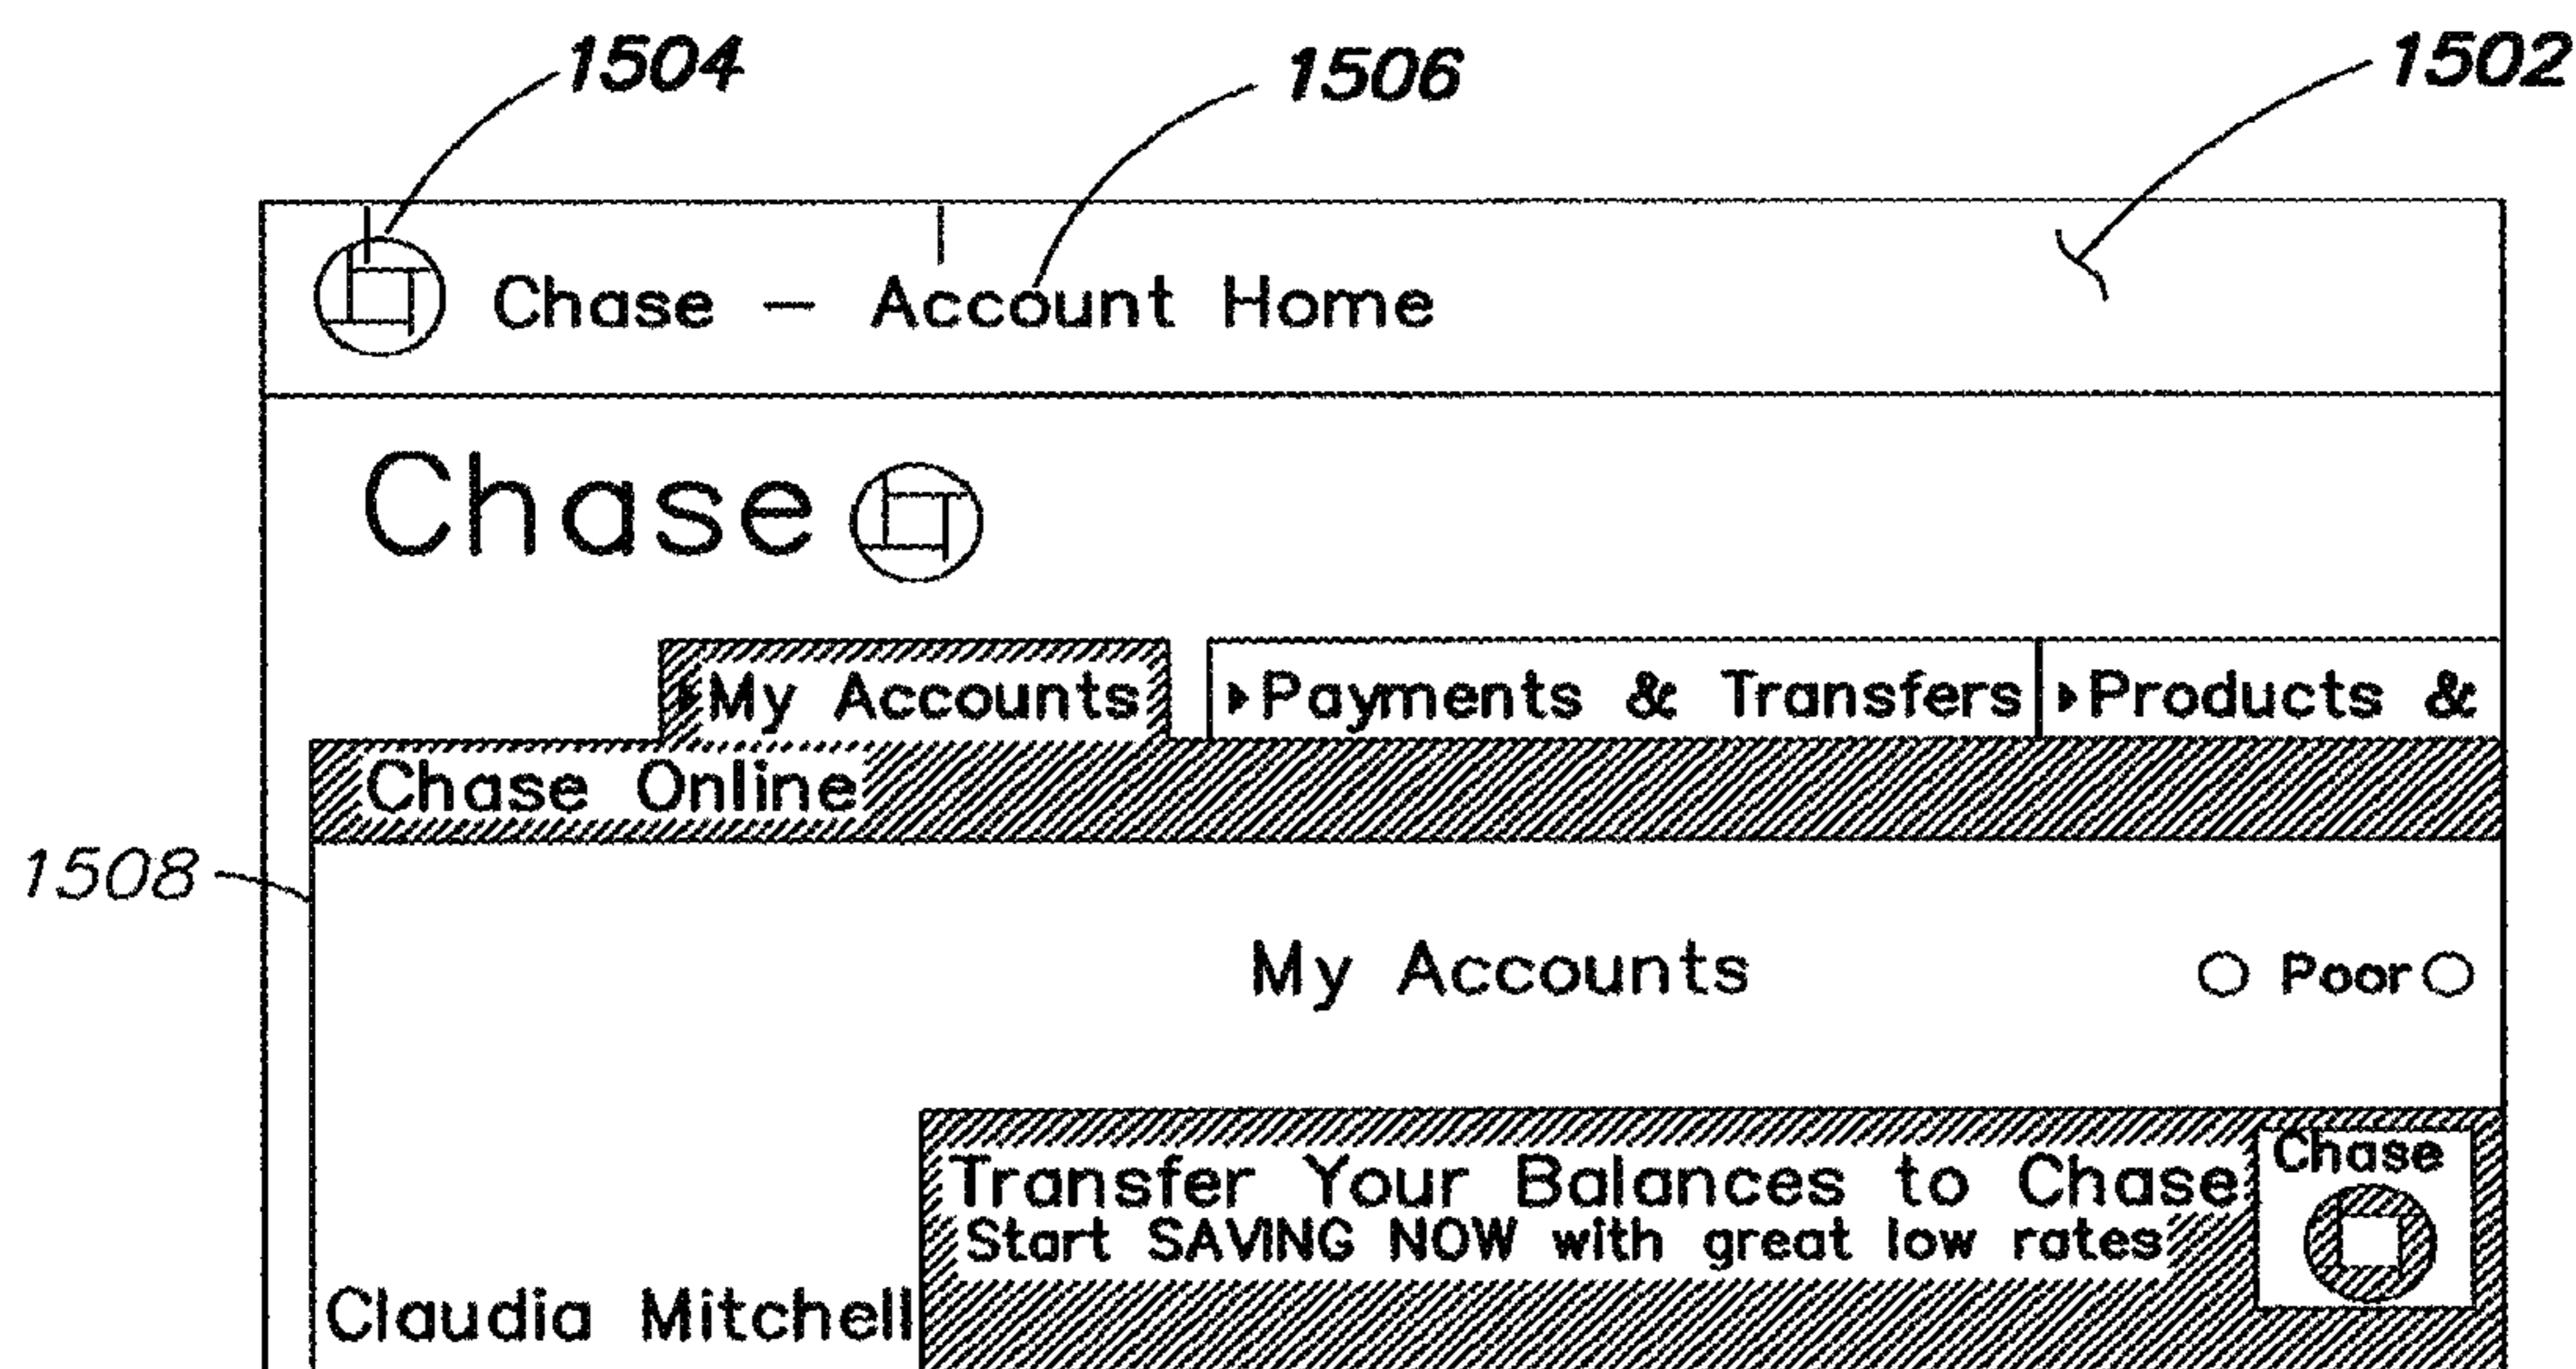 1504 1506 1502
Chase — Account Home
Chase
▸My Accounts ▸Payments & Transfers ▸Products &
Chase Online
1508
My Accounts ○ Poor ○
Transfer Your Balances to Chase Chase
Start SAVING NOW with great low rates
Claudia Mitchell